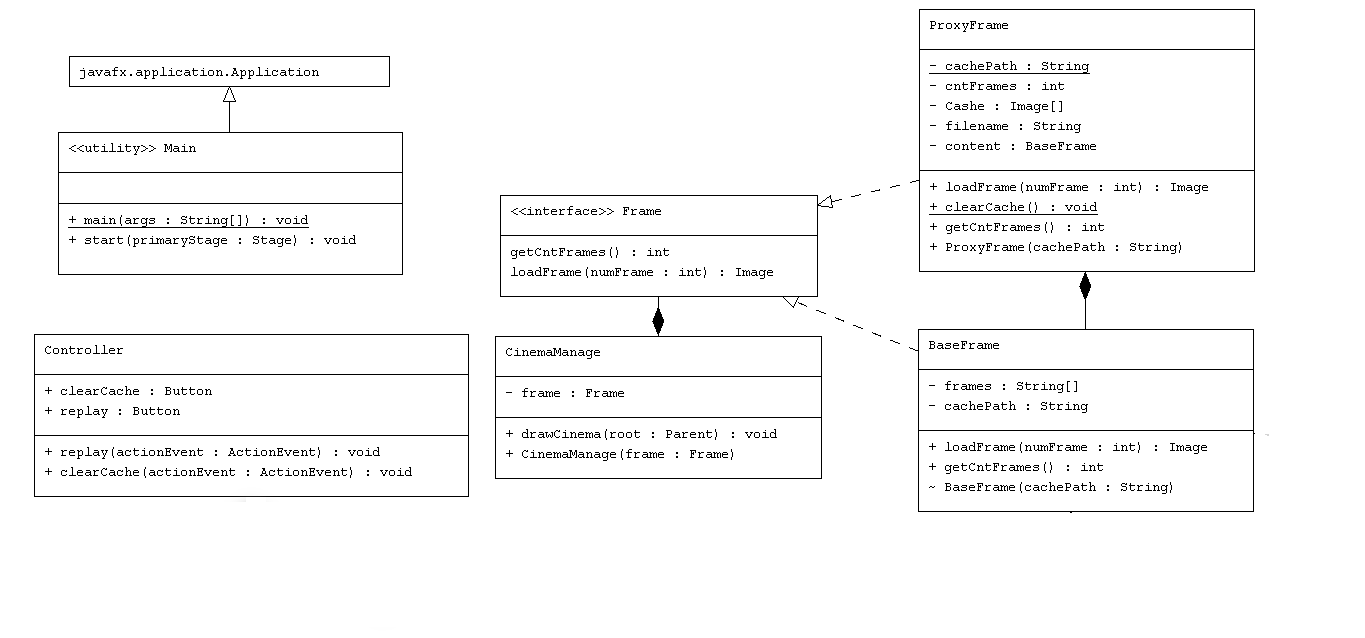 javafx.application.Application
<<utility>> Main
+ main(args : String[]) : void
+ start(primaryStage : Stage) : void
Controller
+ clearCache : Button
+ replay : Button
+ replay(actionEvent : ActionEvent) : void
+ clearCache(actionEvent : ActionEvent) : void
<<interface>> Frame
getCntFrames() : int
loadFrame(numFrame : int) : Image
CinemaManage
- frame : Frame
+ drawCinema(root : Parent) : void
+ CinemaManage(frame : Frame)
ProxyFrame
- cachePath : String
- cntFrames : int
- Cashe : Image[]
- filename : String
- content : BaseFrame
+ loadFrame(numFrame : int) : Image
+ clearCache() : void
+ getCntFrames() : int
+ ProxyFrame(cachePath : String)
BaseFrame
- frames : String[]
- cachePath : String
+ loadFrame(numFrame : int) : Image
+ getCntFrames() : int
~ BaseFrame(cachePath : String)